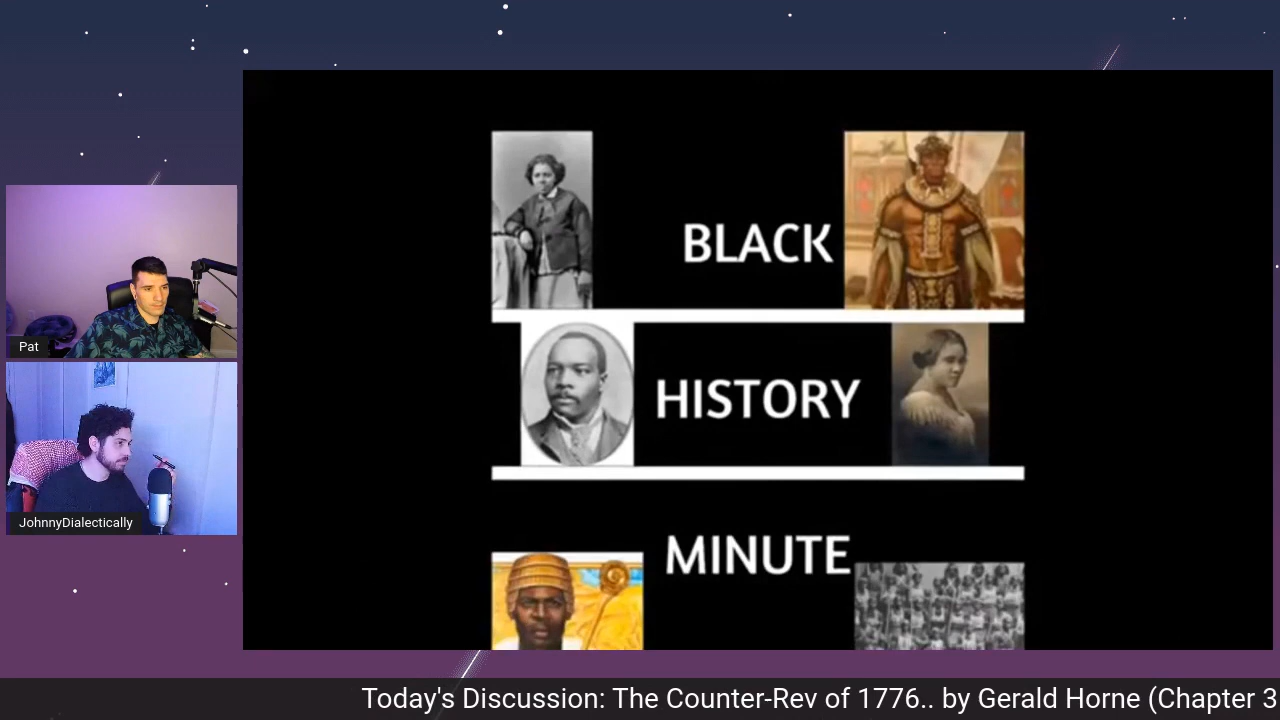 BLACK
HISTORY
MINUTE
Pat
JohnnyDialectically
Today's Discussion: The Counter-Rev of 1776.. by Gerald Horne (Chapter 3